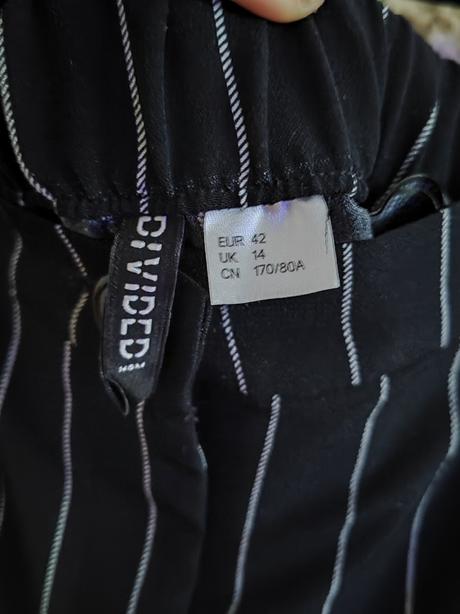 DIVIDED
H&M
EUR 42
UK 14
CN 170/80A